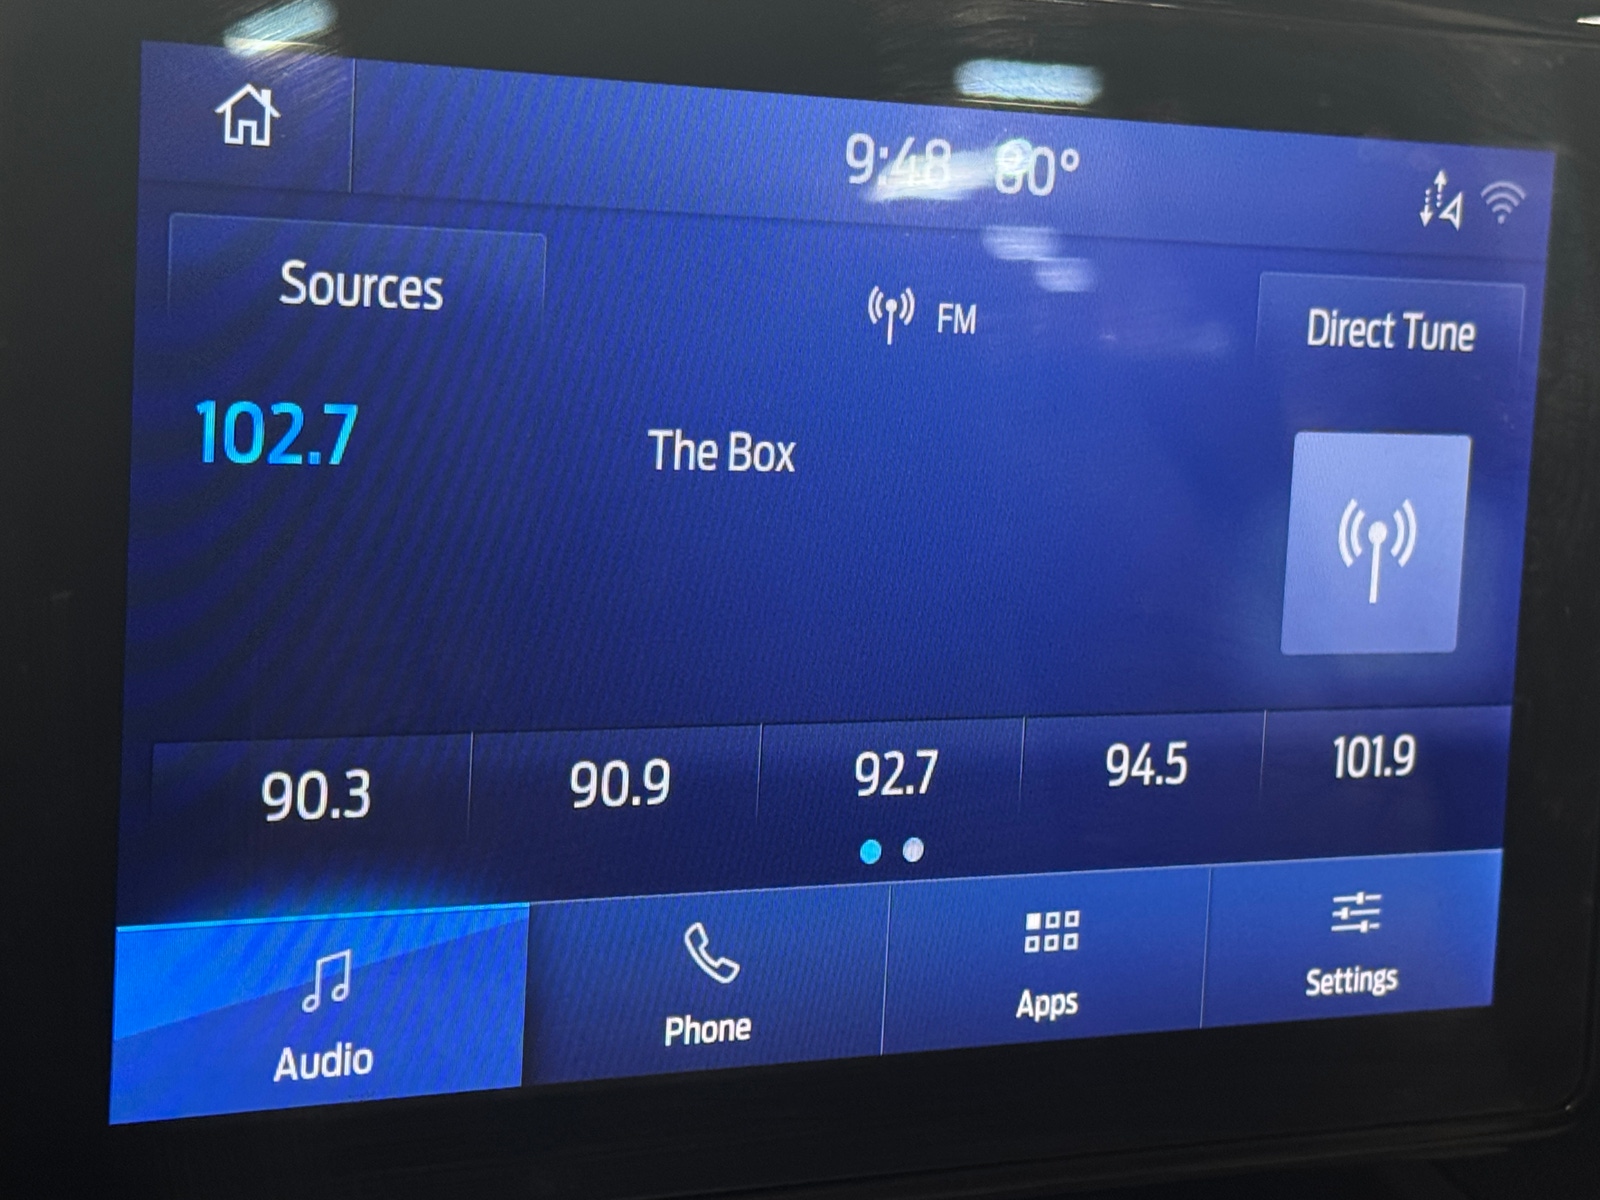 9:48 80°
Sources
FM
Direct Tune
102.7
The Box
90.3
90.9
92.7
94.5
101.9
Audio
Phone
Apps
Settings